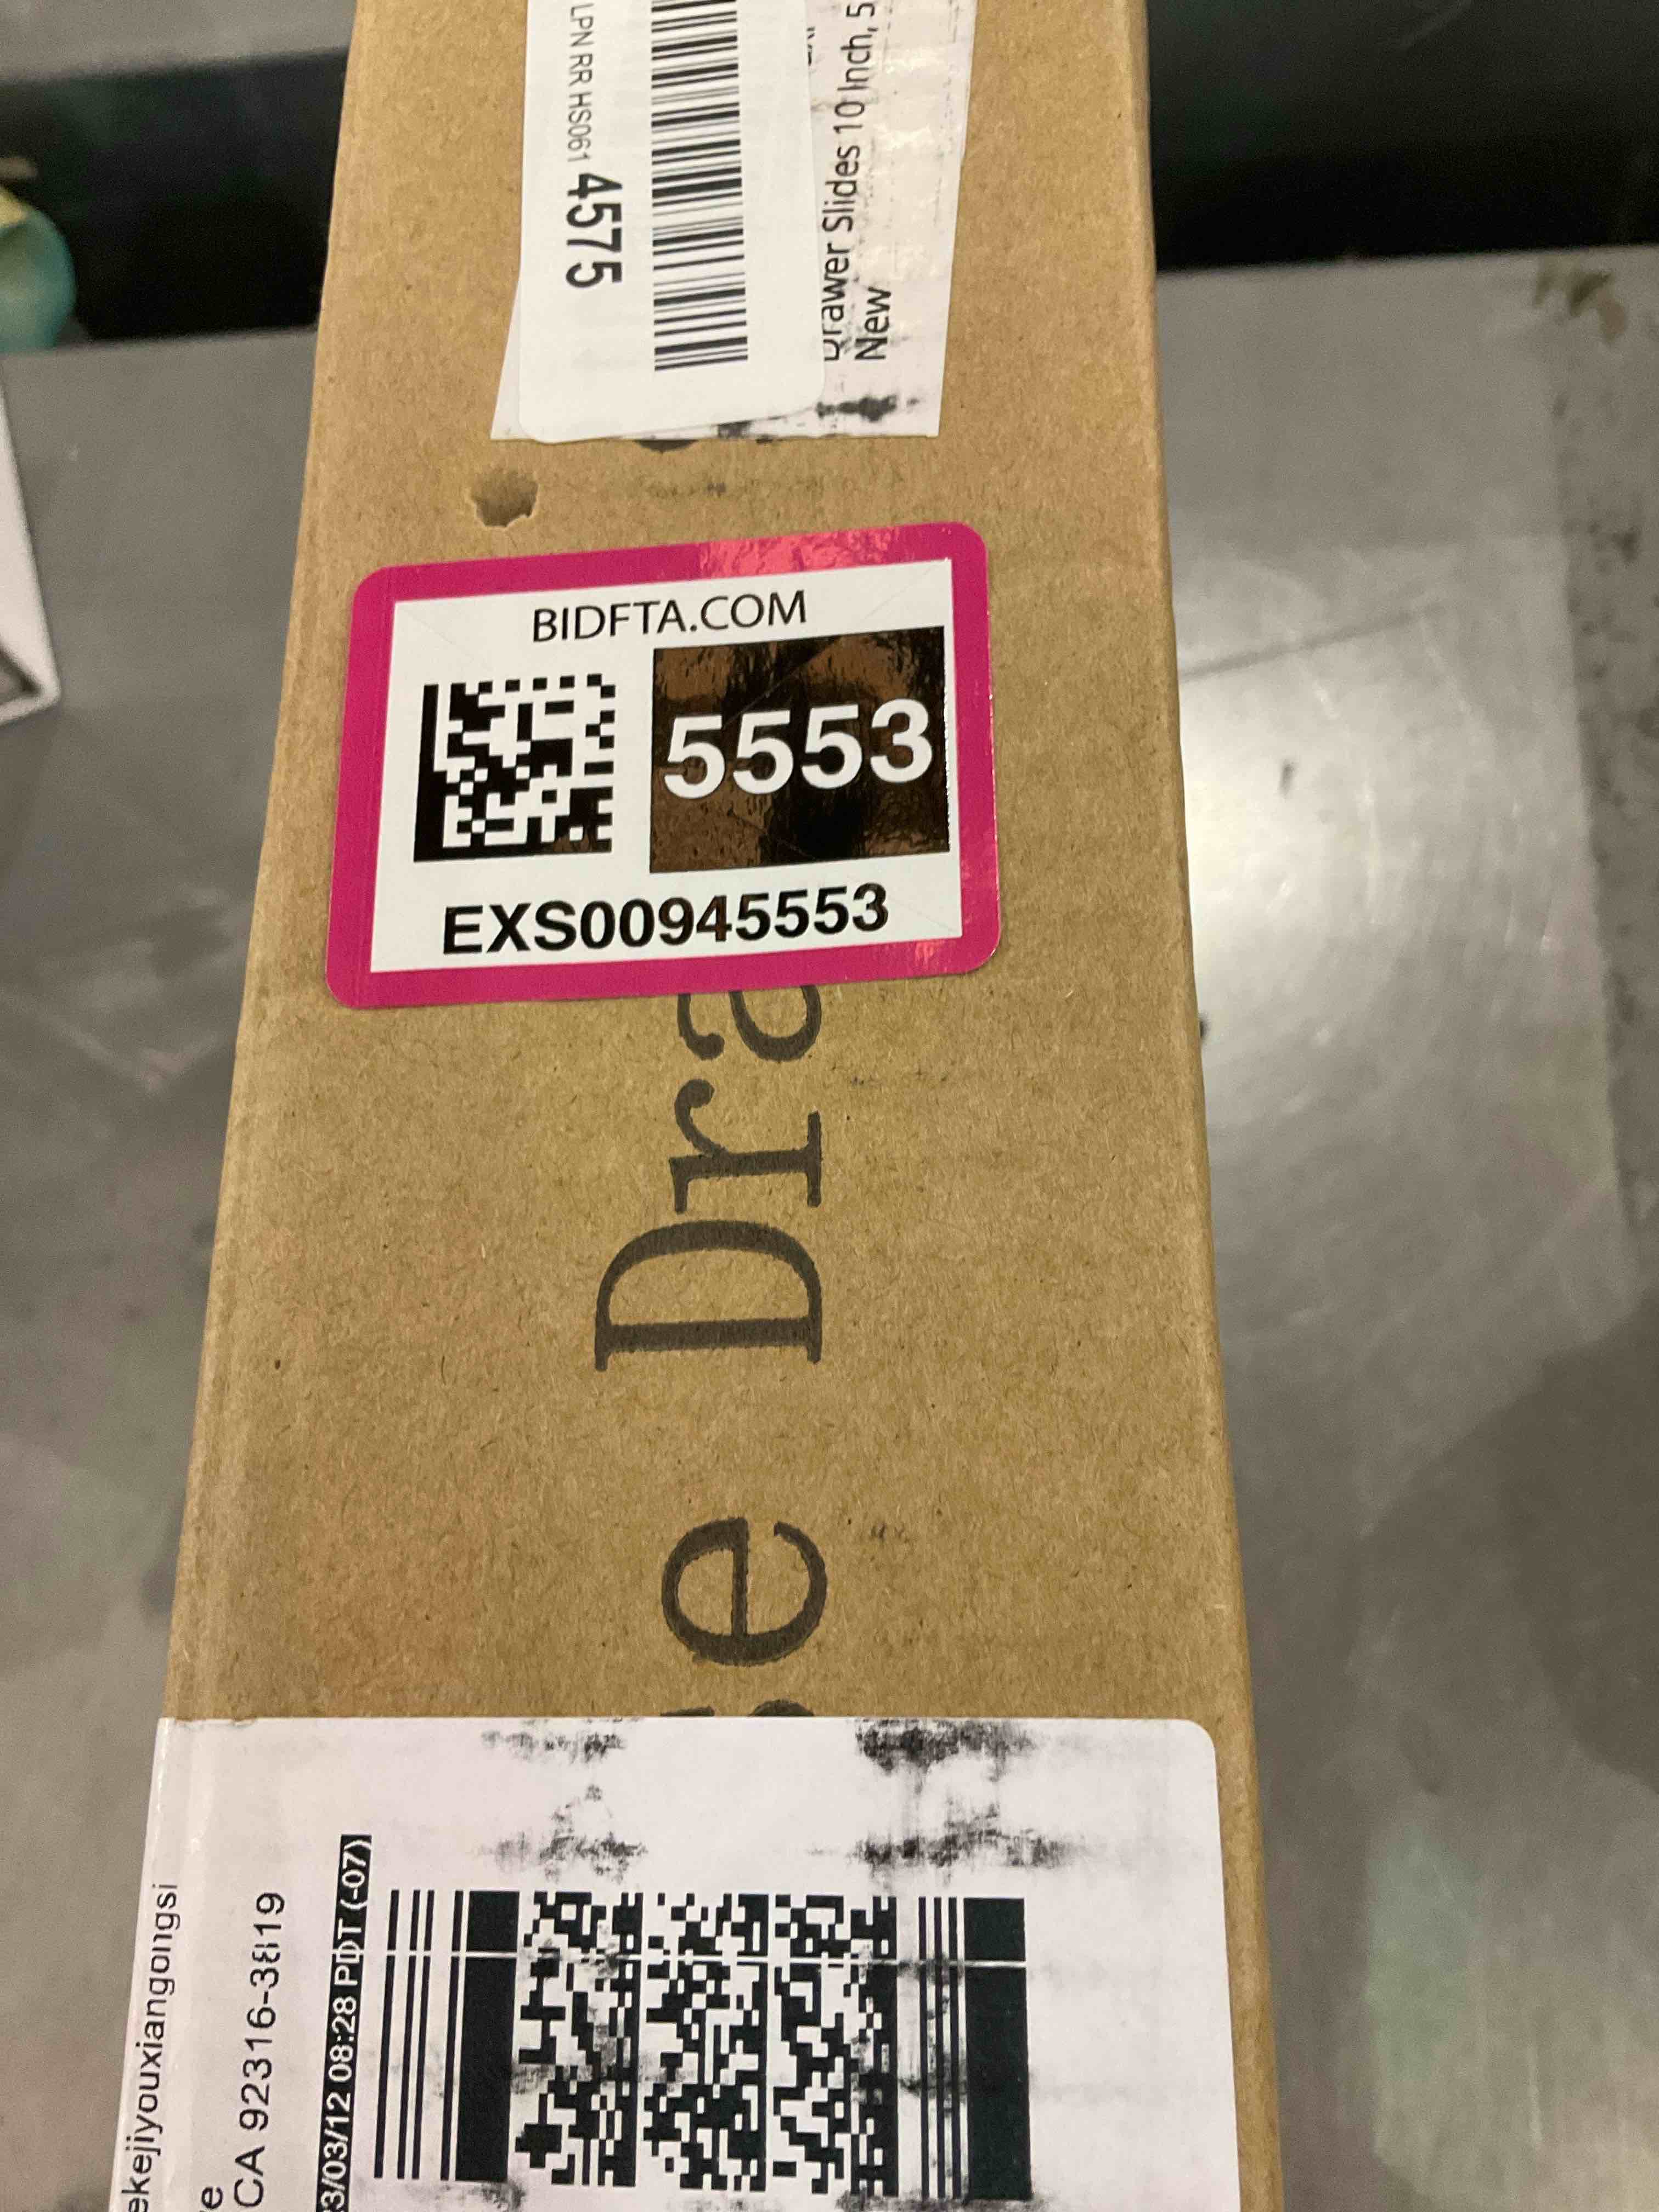 LPN RR HS061 4575
Drawer Slides 10 Inch, 5
New
BIDFTA.COM
5553
EXS00945553
e Dra
ekejiyouxiangongsi
e
CA 92316-3819
3/03/12 08:28 PDT (-07)